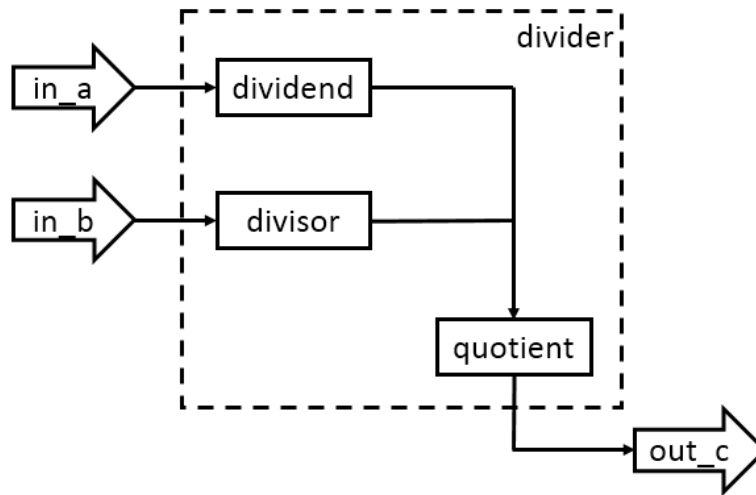 divider
in_a
dividend
in_b
divisor
quotient
out_c